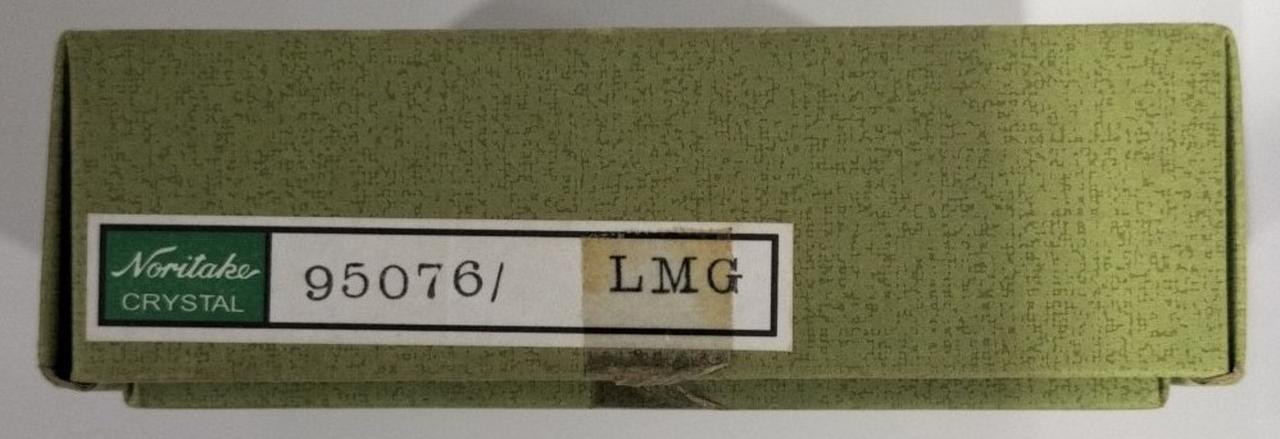 Noritake
CRYSTAL
95076/ LMG